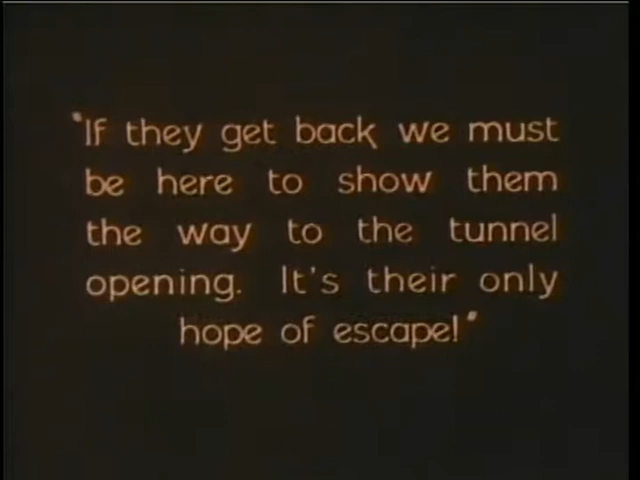 "If they get back we must
be here to show them
the way to the tunnel
opening. It's their only
hope of escape!"